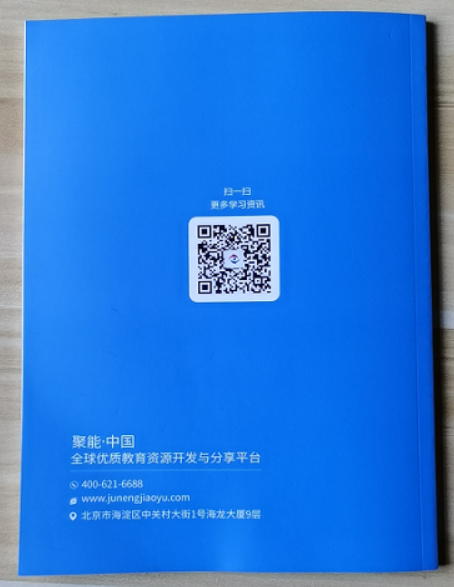 扫一扫
更多学习资讯
聚能·中国
全球优质教育资源开发与分享平台
400-621-6688
www.junengjiaoyu.com
北京市海淀区中关村大街1号海龙大厦9层